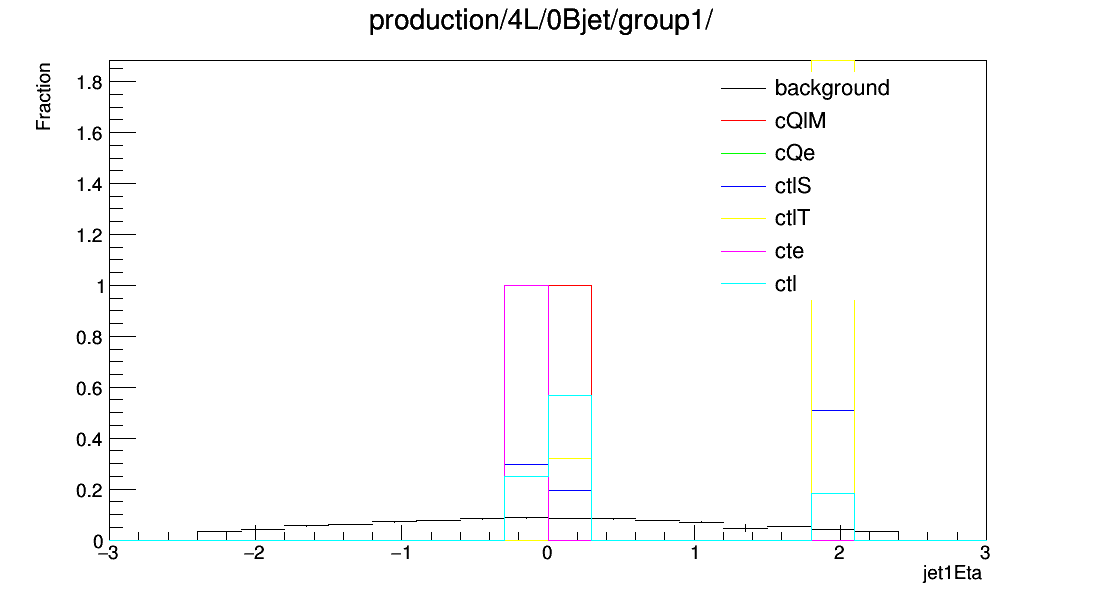 production/4L/0Bjet/group1/
Fraction
1.8
1.6
1.4
1.2
1
0.8
0.6
0.4
0.2
0
background
cQlM
cQe
ctlS
ctlT
cte
ctl
−3 −2 −1 0 1 2 3
jet1Eta